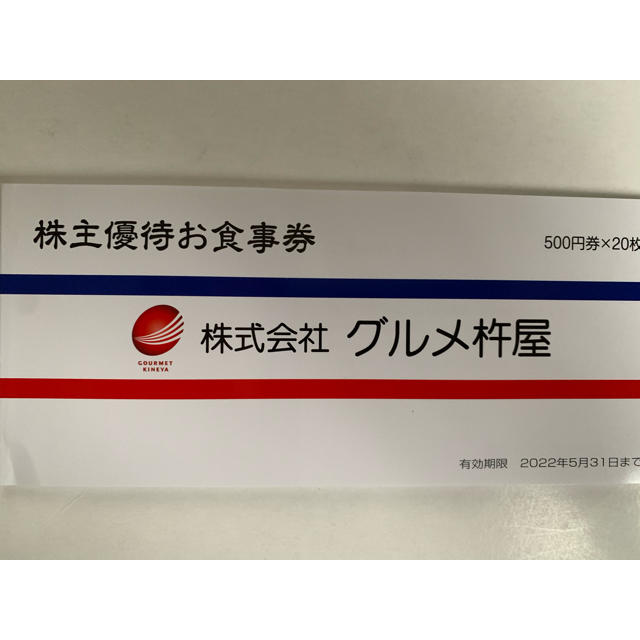 株主優待お食事券
500円券×20枚
GOURMET
KINEYA
株式会社 グルメ杵屋
有効期限 2022年5月31日まで